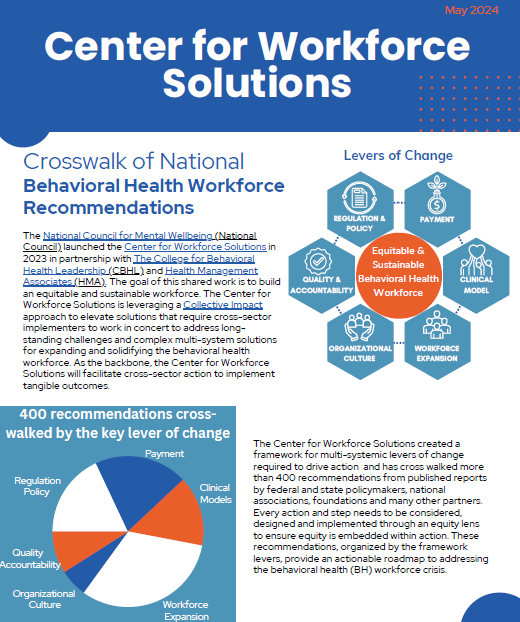 May 2024
Center for Workforce
Solutions
Crosswalk of National
Behavioral Health Workforce
Recommendations
The National Council for Mental Wellbeing (National
Council) launched the Center for Workforce Solutions in
2023 in partnership with The College for Behavioral
Health Leadership (CBHL) and Health Management
Associates (HMA). The goal of this shared work is to build
an equitable and sustainable workforce. The Center for
Workforce Solutions is leveraging a Collective Impact
approach to elevate solutions that require cross-sector
implementers to work in concert to address long-
standing challenges and complex multi-system solutions
for expanding and solidifying the behavioral health
workforce. As the backbone, the Center for Workforce
Solutions will facilitate cross-sector action to implement
tangible outcomes.
Levers of Change
REGULATION &
POLICY
PAYMENT
QUALITY &
ACCOUNTABILITY
Equitable &
Sustainable
Behavioral Health
Workforce
CLINICAL
MODEL
ORGANIZATIONAL
CULTURE
WORKFORCE
EXPANSION
400 recommendations cross-
walked by the key lever of change
Payment
Regulation
Policy
Clinical
Models
Quality
Accountability
Organizational
Culture
Workforce
Expansion
The Center for Workforce Solutions created a
framework for multi-systemic levers of change
required to drive action and has cross walked more
than 400 recommendations from published reports
by federal and state policymakers, national
associations, foundations and many other partners.
Every action and step needs to be considered,
designed and implemented through an equity lens
to ensure equity is embedded within action. These
recommendations, organized by the framework
levers, provide an actionable roadmap to addressing
the behavioral health (BH) workforce crisis.